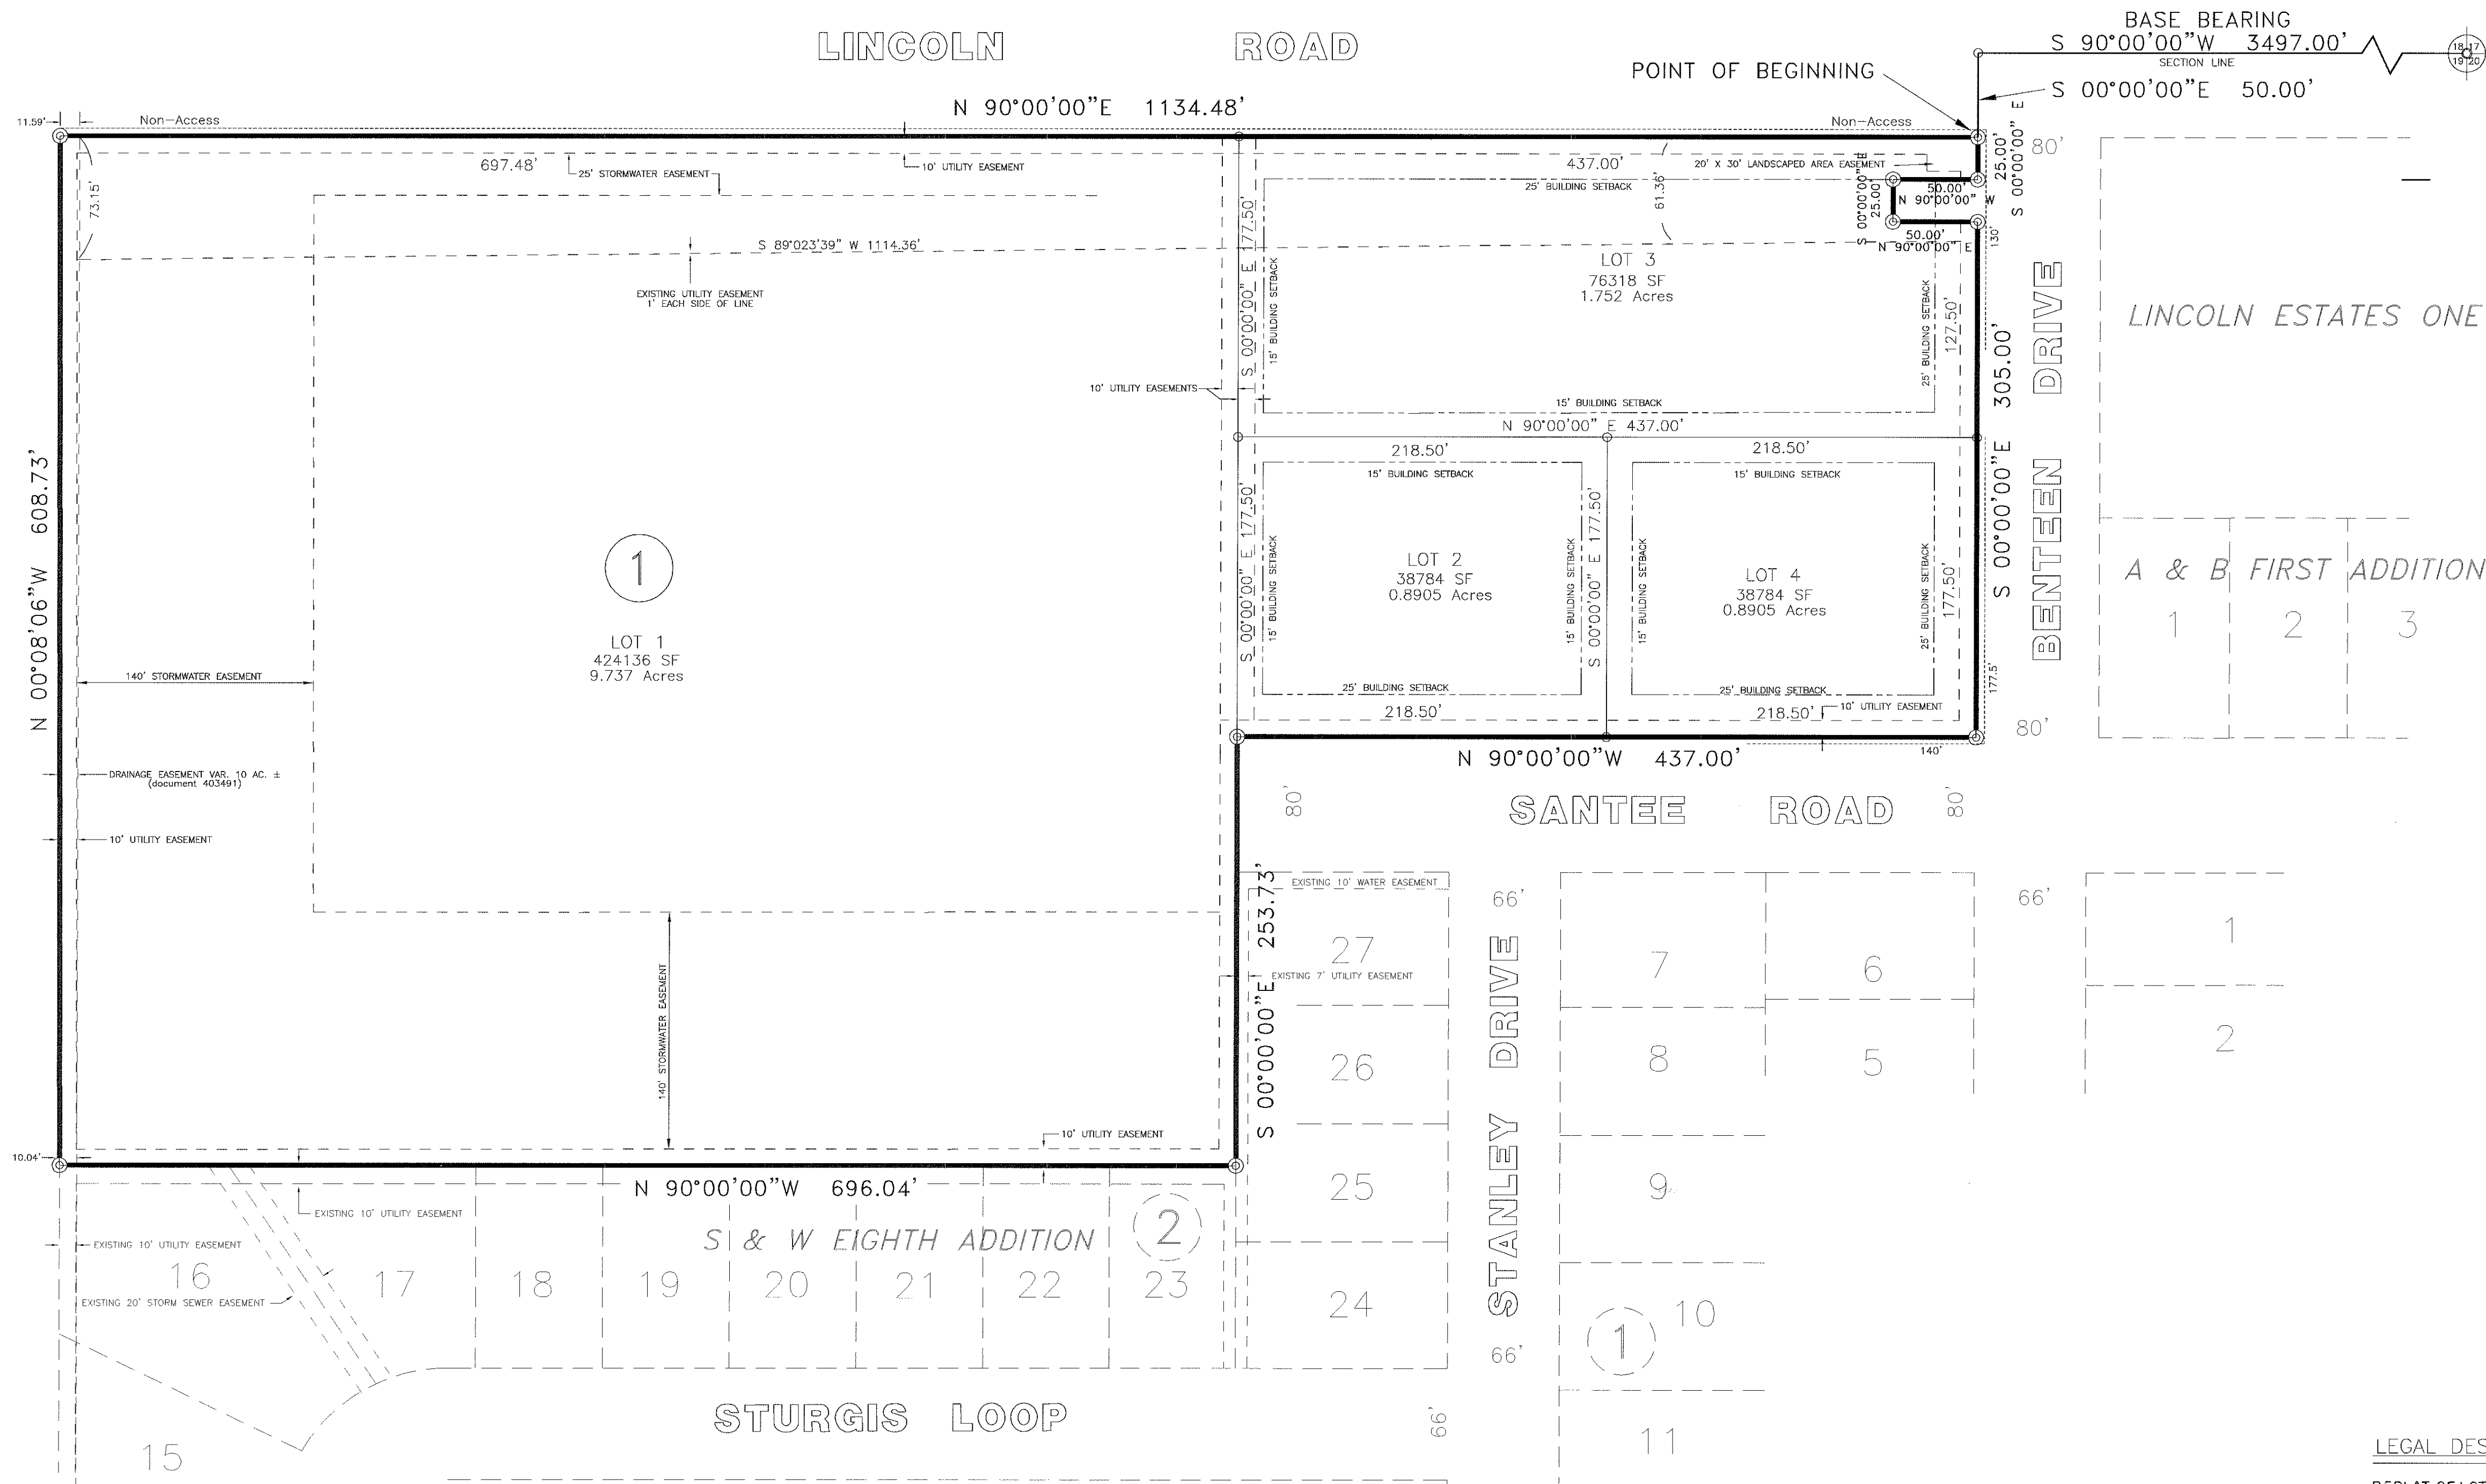 LINCOLN ROAD
BASE BEARING
S 90°00'00"W 3497.00'
SECTION LINE
18 17
19 20
POINT OF BEGINNING
S 00°00'00"E 50.00'
N 90°00'00"E 1134.48'
11.59'
Non-Access
Non-Access
697.48'
25' STORMWATER EASEMENT
10' UTILITY EASEMENT
437.00'
20' X 30' LANDSCAPED AREA EASEMENT
25' BUILDING SETBACK
61.36'
73.15'
S 00°00'00"E
25.00'
50.00'
N 90°00'00" W
50.00'
N 90°00'00" E
25.00'
S 00°00'00" E
80'
130'
S 89°023'39" W 1114.36'
EXISTING UTILITY EASEMENT
1' EACH SIDE OF LINE
S 00°00'00" E 177.50'
15' BUILDING SETBACK
LOT 3
76318 SF
1.752 Acres
25' BUILDING SETBACK
127.50'
S 00°00'00"E 305.00'
BENTEEN DRIVE
LINCOLN ESTATES ONE
10' UTILITY EASEMENTS
15' BUILDING SETBACK
N 90°00'00" E 437.00'
218.50'
218.50'
15' BUILDING SETBACK
15' BUILDING SETBACK
N 00°08'06"W 608.73'
1
LOT 1
424136 SF
9.737 Acres
S 00°00'00" E 177.50'
15' BUILDING SETBACK
LOT 2
38784 SF
0.8905 Acres
15' BUILDING SETBACK
S 00°00'00" E 177.50'
15' BUILDING SETBACK
LOT 4
38784 SF
0.8905 Acres
25' BUILDING SETBACK
177.50'
177.5'
A & B FIRST ADDITION
1
2
3
140' STORMWATER EASEMENT
25' BUILDING SETBACK
25' BUILDING SETBACK
218.50'
218.50'
10' UTILITY EASEMENT
80'
140'
N 90°00'00"W 437.00'
DRAINAGE EASEMENT VAR. 10 AC. ±
(document 403491)
10' UTILITY EASEMENT
80'
SANTEE ROAD
80'
S 00°00'00"E 253.73'
EXISTING 10' WATER EASEMENT
66'
66'
27
EXISTING 7' UTILITY EASEMENT
7
6
1
140' STORMWATER EASEMENT
26
8
5
2
STANLEY DRIVE
10' UTILITY EASEMENT
10.04'
N 90°00'00"W 696.04'
25
9
EXISTING 10' UTILITY EASEMENT
EXISTING 10' UTILITY EASEMENT
S & W EIGHTH ADDITION
2
16
17
18
19
20
21
22
23
24
10
EXISTING 20' STORM SEWER EASEMENT
1
66'
STURGIS LOOP
66'
15
11
LEGAL DES